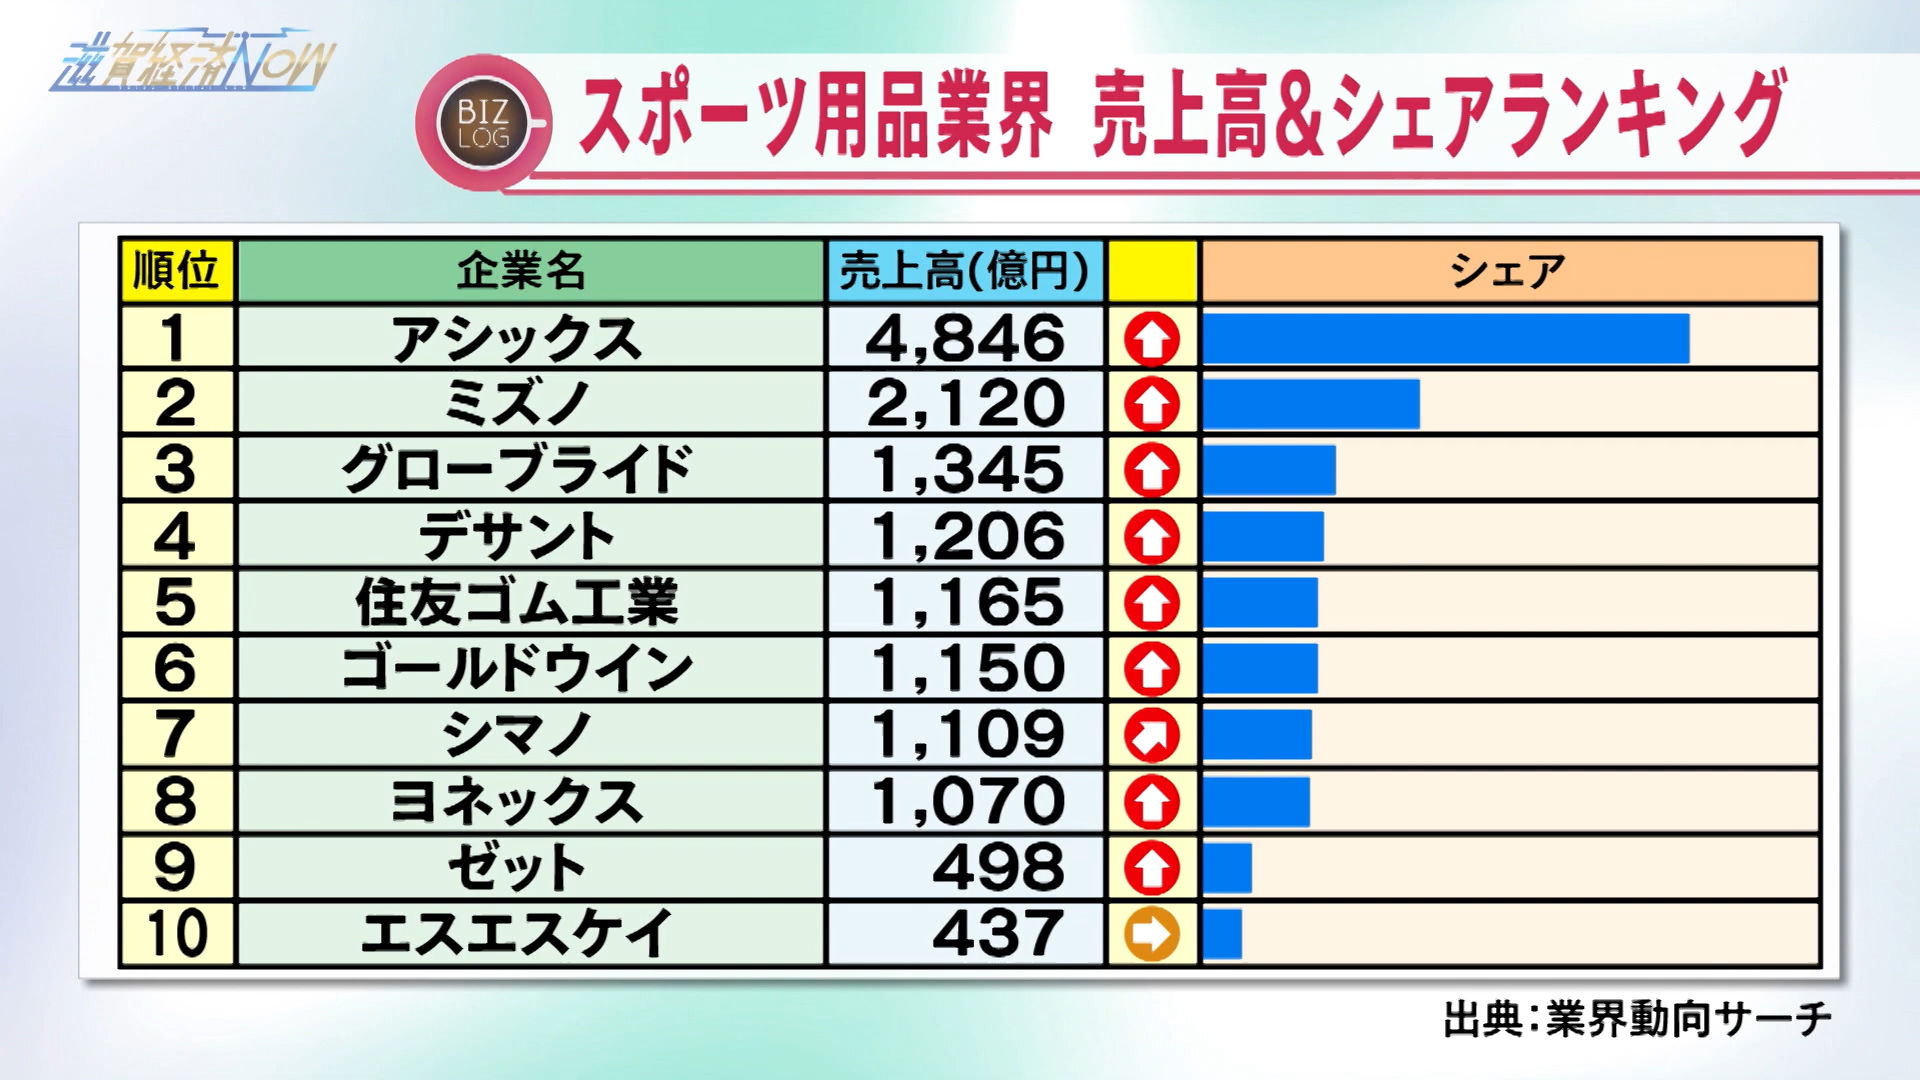 滋賀経済NOW
BIZ
LOG
スポーツ用品業界 売上高&シェアランキング
順位 企業名 売上高(億円) シェア
1 アシックス 4,846
2 ミズノ 2,120
3 グローブライド 1,345
4 デサント 1,206
5 住友ゴム工業 1,165
6 ゴールドウイン 1,150
7 シマノ 1,109
8 ヨネックス 1,070
9 ゼット 498
10 エスエスケイ 437
出典:業界動向サーチ